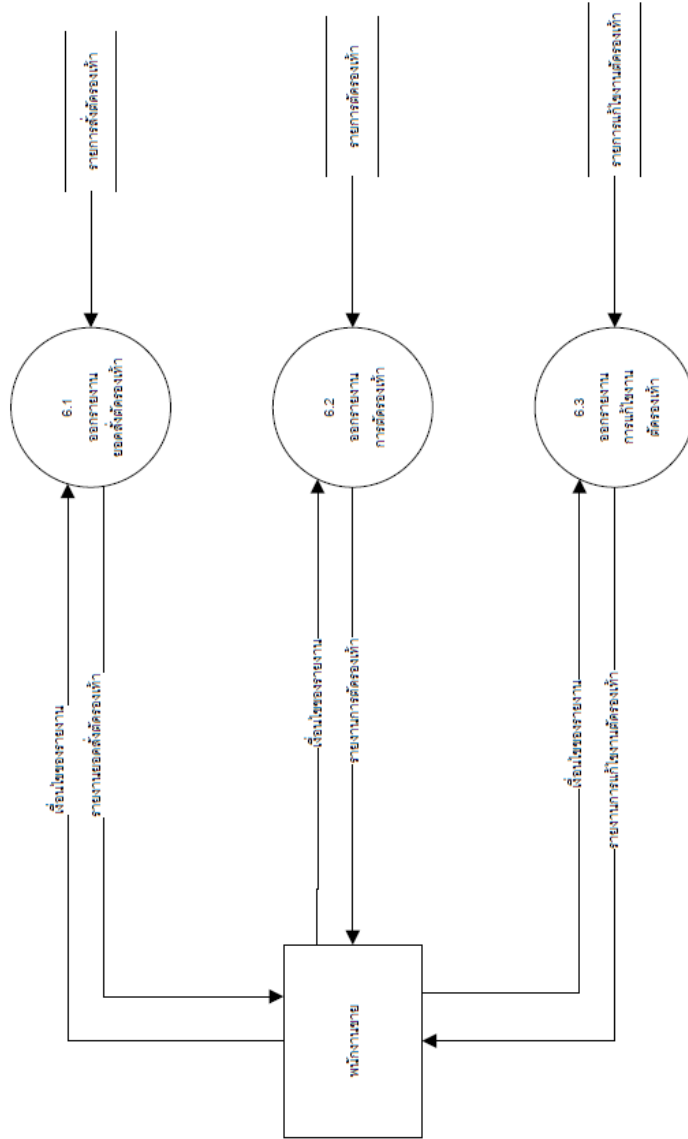 รายการสั่งตัดรองเท้า
รายการตัดรองเท้า
รายการแก้ไขงานตัดรองเท้า
6.1
ออกรายงาน
ยอดสั่งตัดรองเท้า
6.2
ออกรายงาน
การตัดรองเท้า
6.3
ออกรายงาน
การแก้ไขงาน
ตัดรองเท้า
เงื่อนไขของรายงาน
รายงานยอดสั่งตัดรองเท้า
เงื่อนไขของรายงาน
รายงานการตัดรองเท้า
เงื่อนไขของรายงาน
รายงานการแก้ไขงานตัดรองเท้า
พนักงานขาย